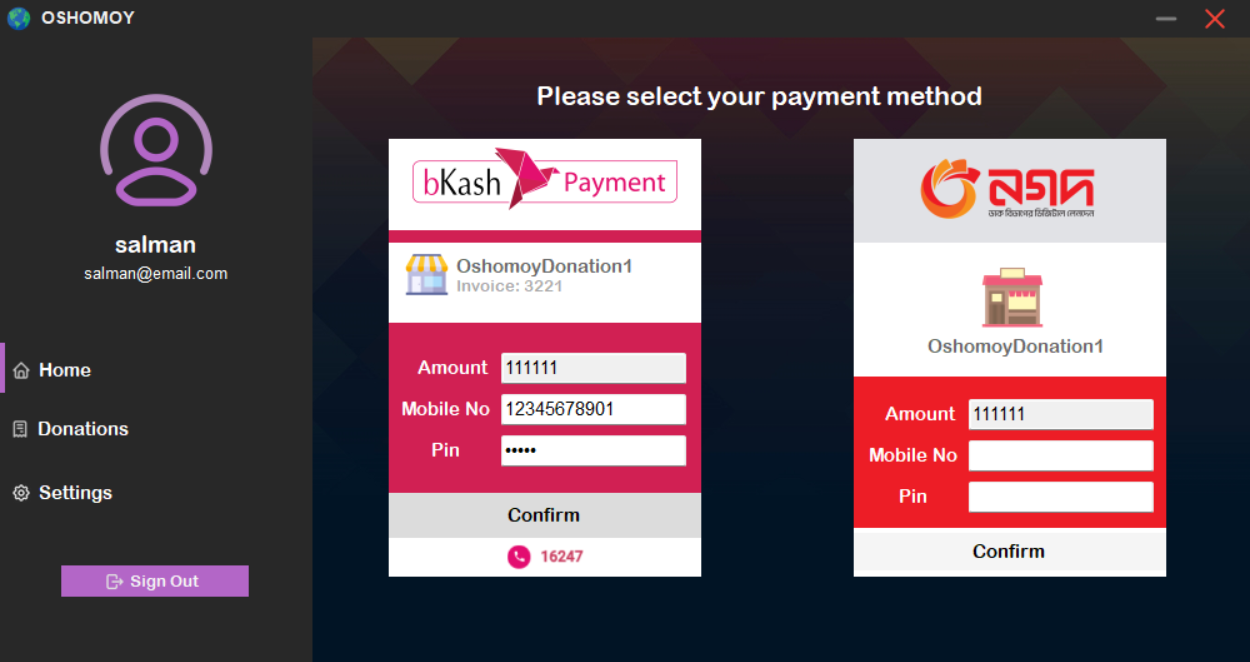 OSHOMOY
salman
salman@email.com
Home
Donations
Settings
Sign Out
Please select your payment method
bKash Payment
OshomoyDonation1
Invoice: 3221
Amount 111111
Mobile No 12345678901
Pin •••••
Confirm
16247
নগদ
ডাক বিভাগের ডিজিটাল লেনদেন
OshomoyDonation1
Amount 111111
Mobile No
Pin
Confirm